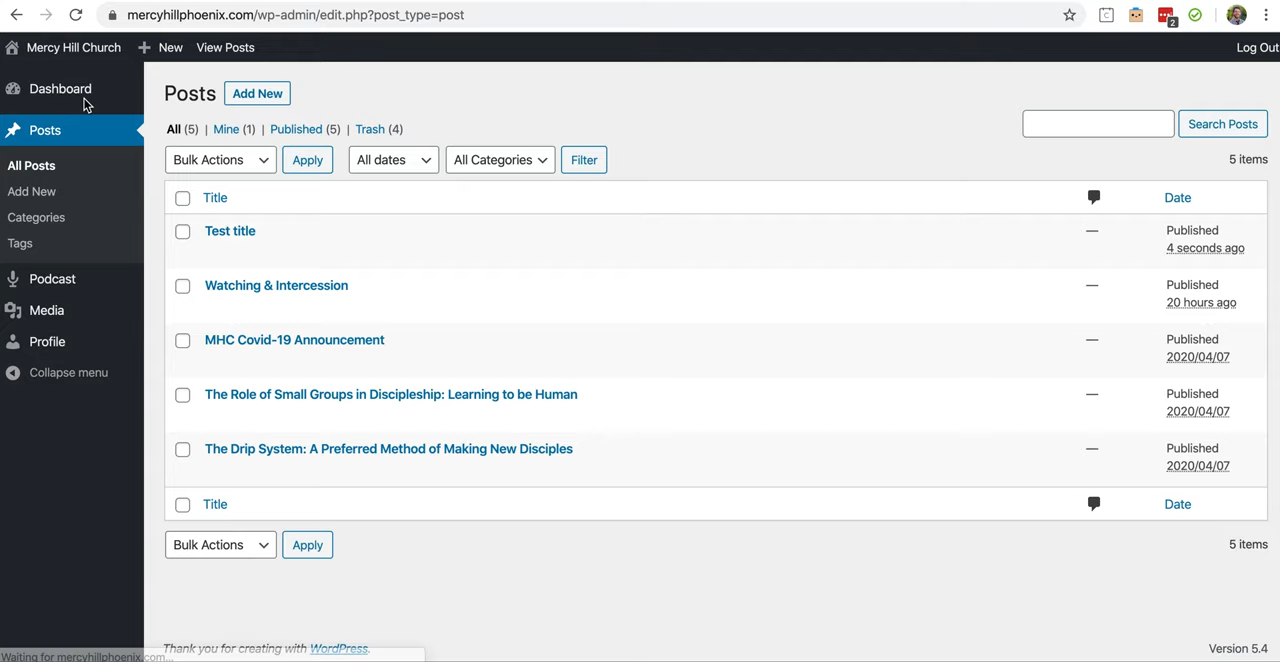 mercyhillphoenix.com/wp-admin/edit.php?post_type=post
2
Mercy Hill Church
New
View Posts
Log Out
Dashboard
Posts
All Posts
Add New
Categories
Tags
Podcast
Media
Profile
Collapse menu
Posts Add New
All (5) | Mine (1) | Published (5) | Trash (4)
Search Posts
Bulk Actions Apply All dates All Categories Filter
5 items
Title Date
Test title — Published
4 seconds ago
Watching & Intercession — Published
20 hours ago
MHC Covid-19 Announcement — Published
2020/04/07
The Role of Small Groups in Discipleship: Learning to be Human — Published
2020/04/07
The Drip System: A Preferred Method of Making New Disciples — Published
2020/04/07
Title Date
Bulk Actions Apply
5 items
Thank you for creating with WordPress.
Version 5.4
Waiting for mercyhillphoenix.com...